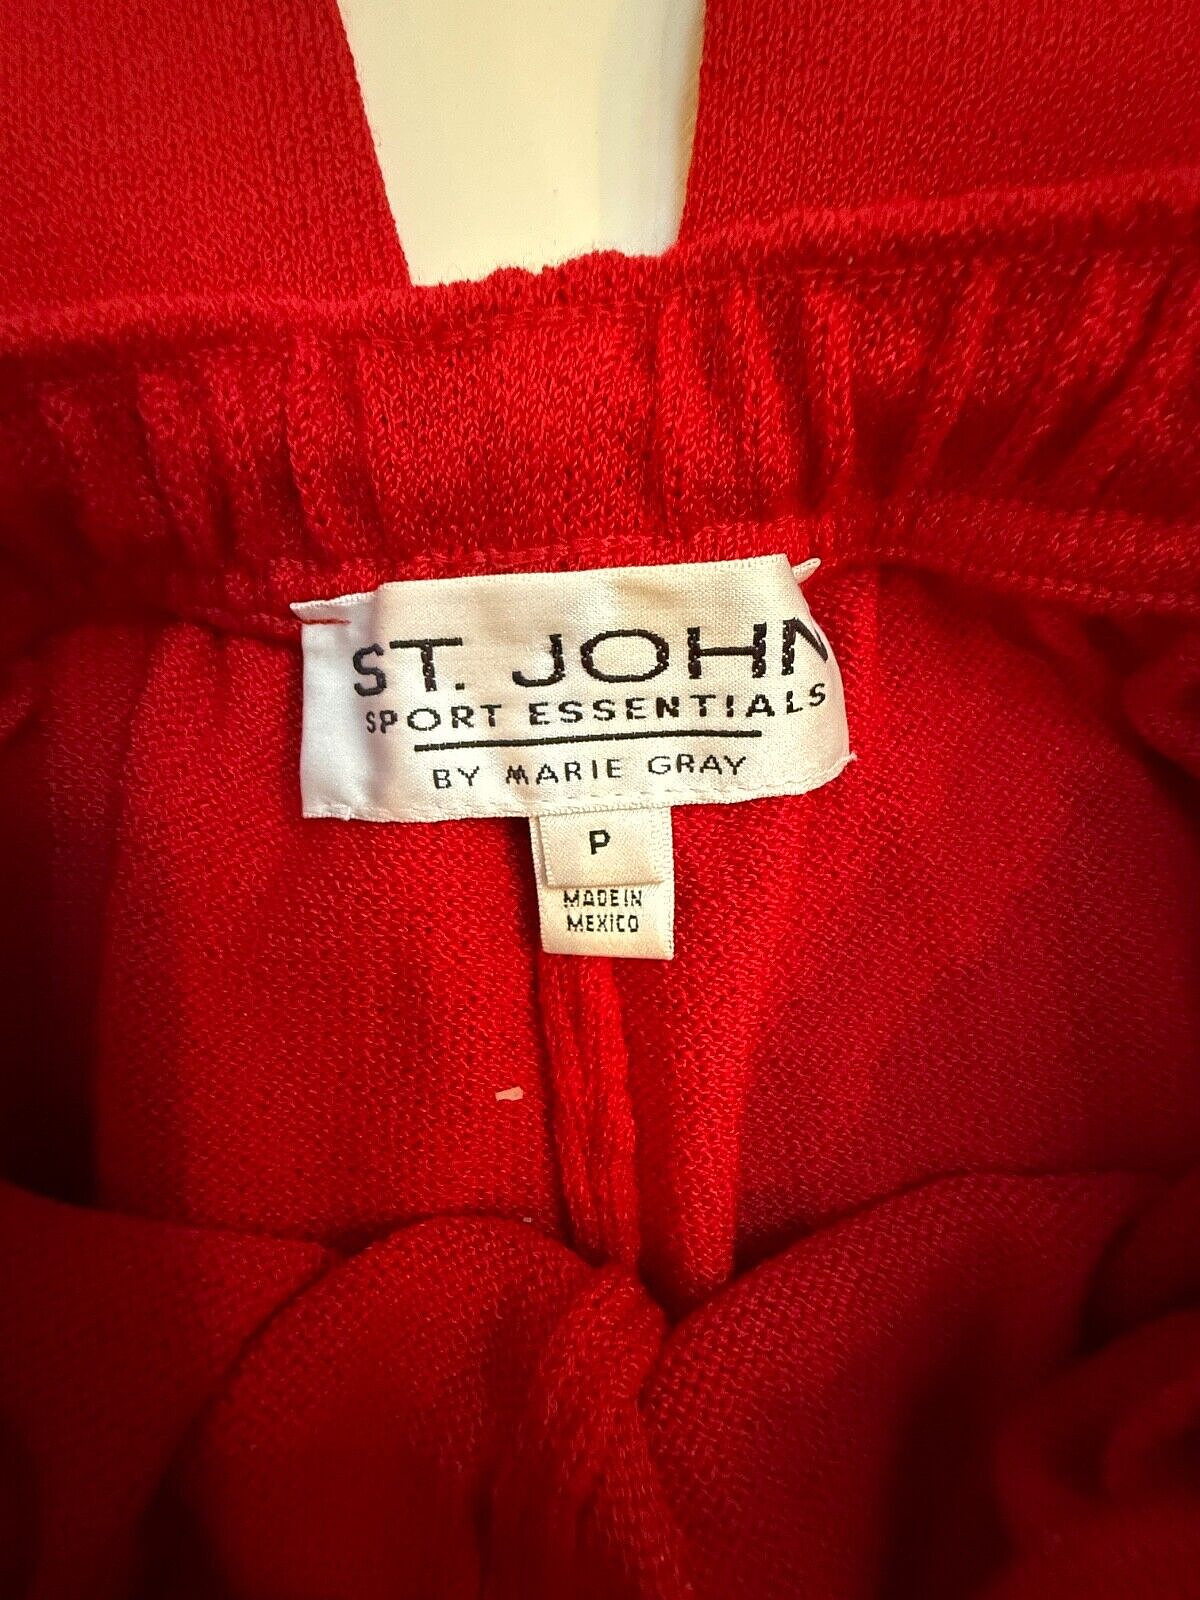 ST. JOHN
SPORT ESSENTIALS
BY MARIE GRAY
P
MADE IN
MEXICO